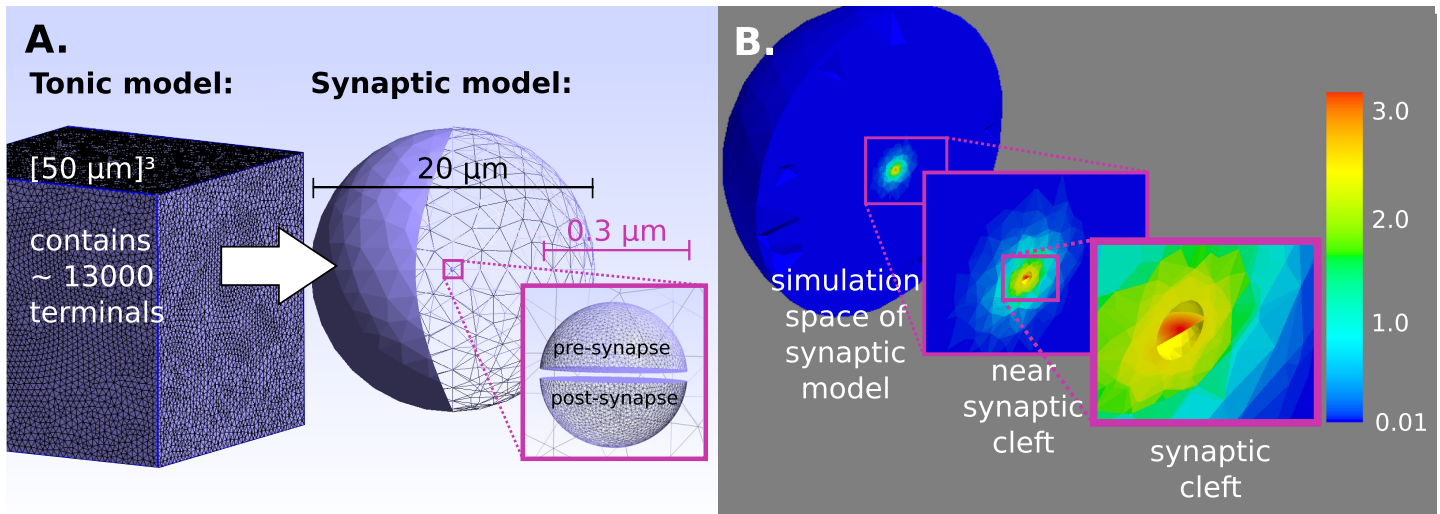 A.
Tonic model:
Synaptic model:
[50 μm]³
contains
~ 13000
terminals
20 μm
0.3 μm
pre-synapse
post-synapse
B.
simulation
space of
synaptic
model
near
synaptic
cleft
synaptic
cleft
3.0
2.0
1.0
0.01